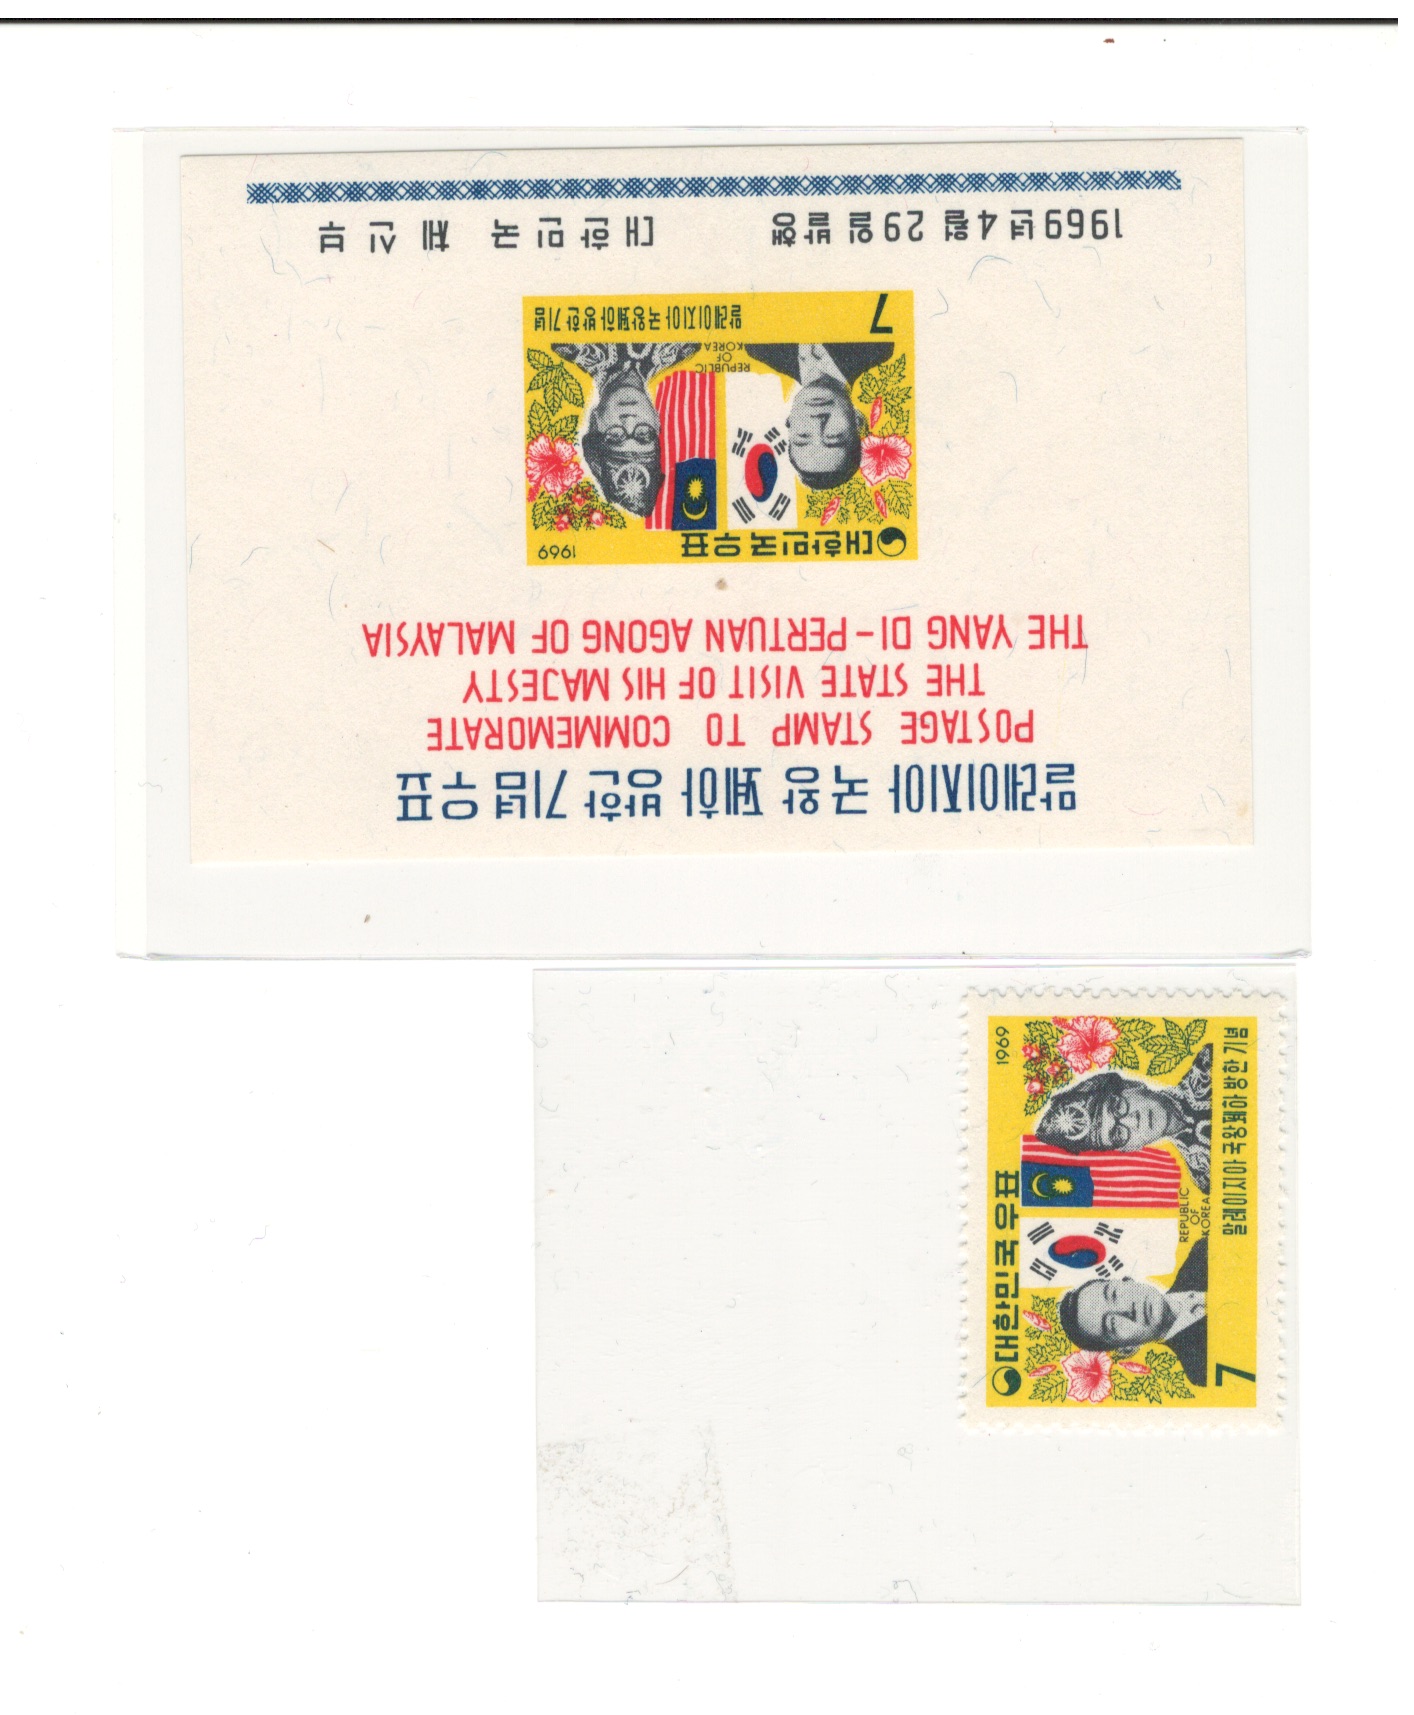 대한민국우표
1969
REPUBLIC
OF
KOREA
7
말레이지아 국왕폐하 방한 기념
말레이지아 국왕 폐하 방한 기념 우표
POSTAGE STAMP TO COMMEMORATE
THE STATE VISIT OF HIS MAJESTY
THE YANG DI-PERTUAN AGONG OF MALAYSIA
대한민국우표
1969
REPUBLIC
OF
KOREA
7
말레이지아 국왕폐하 방한 기념
1969년 4월 29일 발행
대한민국 체신부